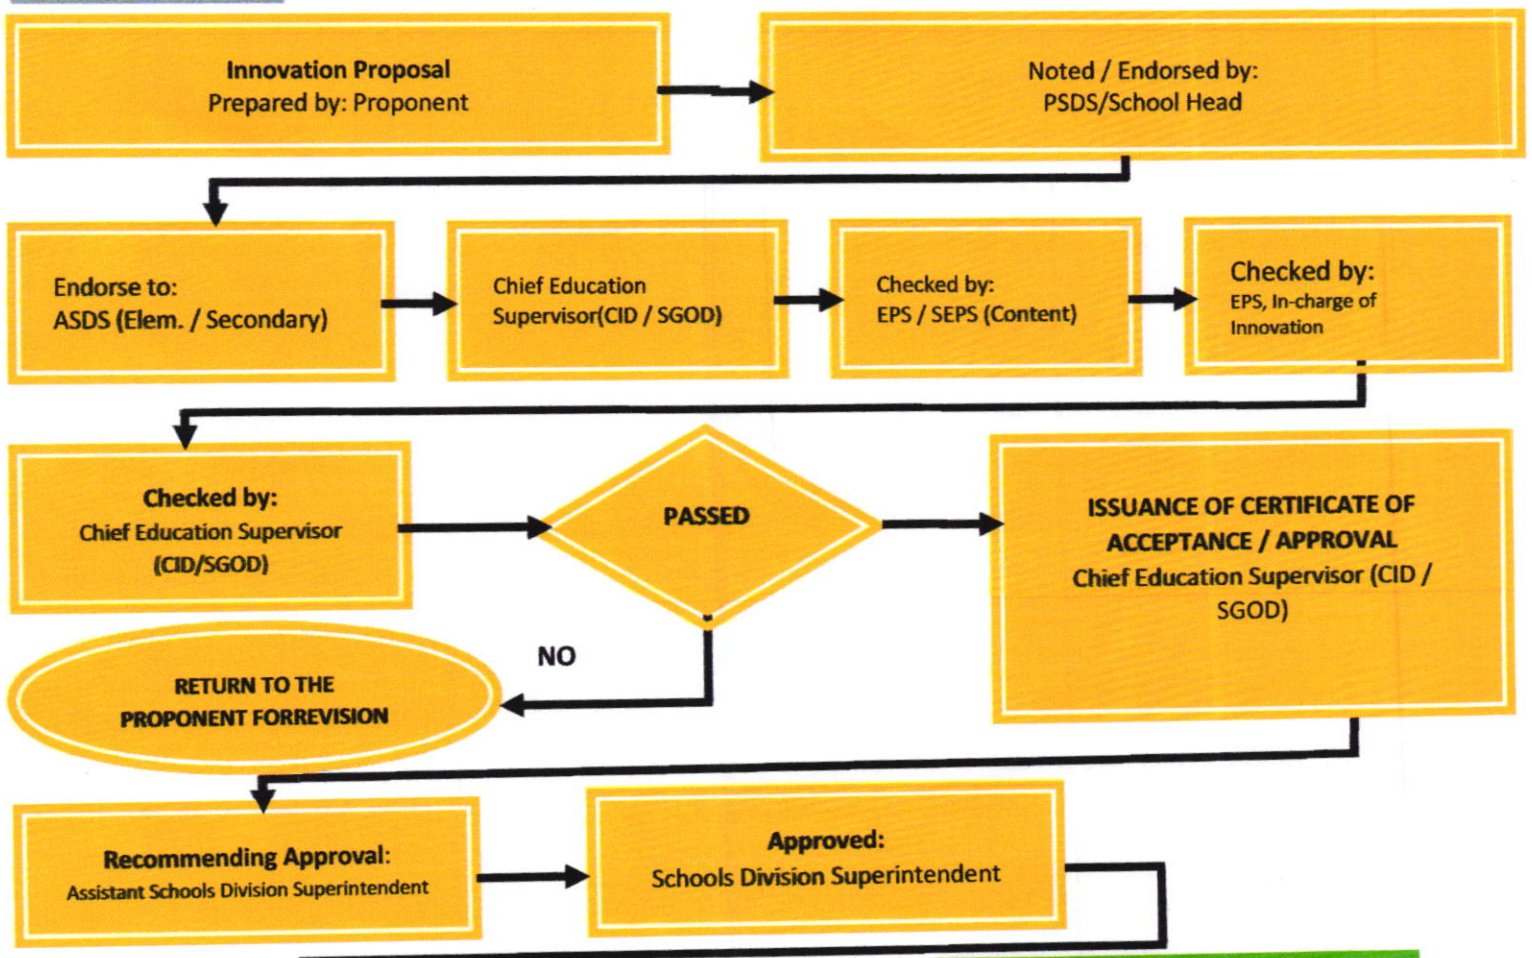 Innovation Proposal
Prepared by: Proponent
Noted / Endorsed by:
PSDS/School Head
Endorse to:
ASDS (Elem. / Secondary)
Chief Education
Supervisor(CID / SGOD)
Checked by:
EPS / SEPS (Content)
Checked by:
EPS, In-charge of
Innovation
Checked by:
Chief Education Supervisor
(CID/SGOD)
PASSED
ISSUANCE OF CERTIFICATE OF
ACCEPTANCE / APPROVAL
Chief Education Supervisor (CID /
SGOD)
NO
RETURN TO THE
PROPONENT FORREVISION
Recommending Approval:
Assistant Schools Division Superintendent
Approved:
Schools Division Superintendent